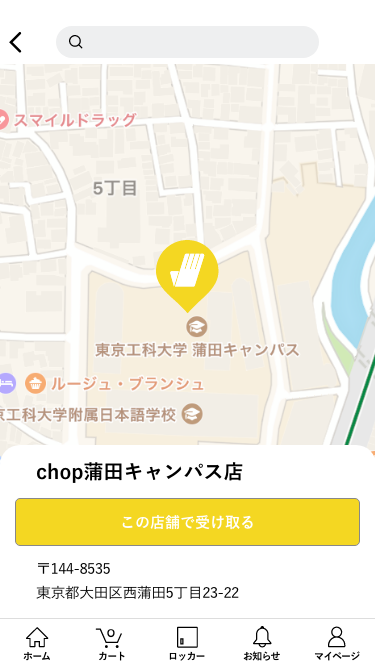 スマイルドラッグ
5丁目
東京工科大学 蒲田キャンパス
ルージュ・ブランシュ
京工科大学附属日本語学校
chop蒲田キャンパス店
この店舗で受け取る
〒144-8535
東京都大田区西蒲田5丁目23-22
ホーム カート ロッカー お知らせ マイページ